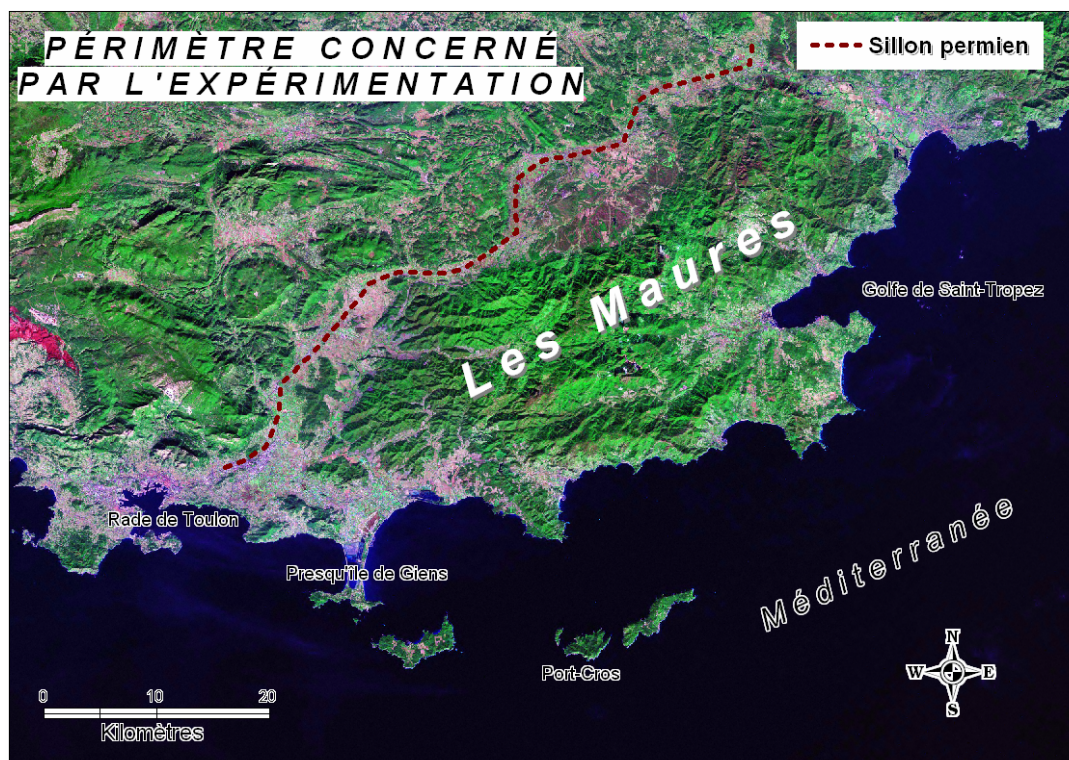 PÉRIMÈTRE CONCERNÉ
PAR L'EXPÉRIMENTATION
Sillon permien
Les Maures
Golfe de Saint-Tropez
Rade de Toulon
Presqu'île de Giens
Port-Cros
Méditerranée
N
W E
S
0 10 20
Kilomètres